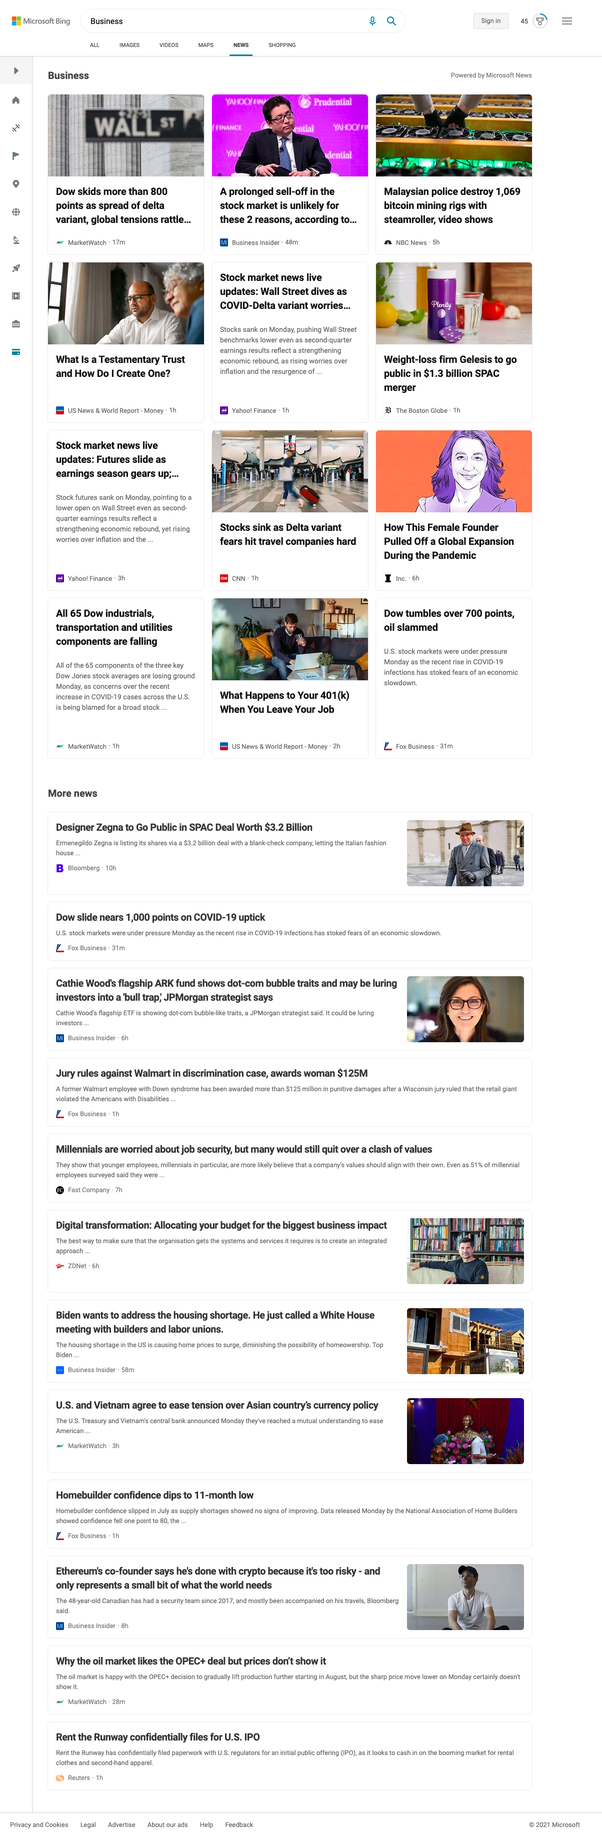 Microsoft Bing
Business
Sign in
45
ALL IMAGES VIDEOS MAPS NEWS SHOPPING
Business
Powered by Microsoft News
WALL ST
YAHOO!
Prudential
Dow skids more than 800
points as spread of delta
variant, global tensions rattle...
MarketWatch · 17m
A prolonged sell-off in the
stock market is unlikely for
these 2 reasons, according to...
Business Insider · 48m
Malaysian police destroy 1,069
bitcoin mining rigs with
steamroller, video shows
NBC News · 5h
What Is a Testamentary Trust
and How Do I Create One?
US News & World Report - Money · 1h
Stock market news live
updates: Wall Street dives as
COVID-Delta variant worries...
Stocks sank on Monday, pushing Wall Street
benchmarks lower even as second-quarter
earnings results reflect a strengthening
economic rebound, as rising worries over
inflation and the resurgence of ...
Yahoo! Finance · 1h
Plenity
Weight-loss firm Gelesis to go
public in $1.3 billion SPAC
merger
The Boston Globe · 1h
Stock market news live
updates: Futures slide as
earnings season gears up;...
Stock futures sank on Monday, pointing to a
lower open on Wall Street even as second-
quarter earnings results reflect a
strengthening economic rebound, yet rising
worries over inflation and the ...
Yahoo! Finance · 3h
Stocks sink as Delta variant
fears hit travel companies hard
CNN · 1h
How This Female Founder
Pulled Off a Global Expansion
During the Pandemic
Inc. · 6h
All 65 Dow industrials,
transportation and utilities
components are falling
All of the 65 components of the three key
Dow Jones stock averages are losing ground
Monday, as concerns over the recent
increase in COVID-19 cases across the U.S.
is being blamed for a broad stock ...
MarketWatch · 1h
What Happens to Your 401(k)
When You Leave Your Job
US News & World Report - Money · 2h
Dow tumbles over 700 points,
oil slammed
U.S. stock markets were under pressure
Monday as the recent rise in COVID-19
infections has stoked fears of an economic
slowdown.
Fox Business · 31m
More news
Designer Zegna to Go Public in SPAC Deal Worth $3.2 Billion
Ermenegildo Zegna is listing its shares via a $3.2 billion deal with a blank-check company, letting the Italian fashion
house ...
Bloomberg · 10h
Dow slide nears 1,000 points on COVID-19 uptick
U.S. stock markets were under pressure Monday as the recent rise in COVID-19 infections has stoked fears of an economic slowdown.
Fox Business · 31m
Cathie Wood's flagship ARK fund shows dot-com bubble traits and may be luring
investors into a 'bull trap,' JPMorgan strategist says
Cathie Wood's flagship ETF is showing dot-com bubble-like traits, a JPMorgan strategist said. It could be luring
investors ...
Business Insider · 6h
Jury rules against Walmart in discrimination case, awards woman $125M
A former Walmart employee with Down syndrome has been awarded more than $125 million in punitive damages after a Wisconsin jury ruled that the retail giant
violated the Americans with Disabilities ...
Fox Business · 1h
Millennials are worried about job security, but many would still quit over a clash of values
They show that younger employees, millennials in particular, are more likely believe that a company's values should align with their own. Even as 51% of millennial
employees surveyed said they were ...
Fast Company · 7h
Digital transformation: Allocating your budget for the biggest business impact
The best way to make sure that the organisation gets the systems and services it requires is to create an integrated
approach ...
ZDNet · 6h
Biden wants to address the housing shortage. He just called a White House
meeting with builders and labor unions.
The housing shortage in the US is causing home prices to surge, diminishing the possibility of homeownership. Top
Biden ...
Business Insider · 58m
U.S. and Vietnam agree to ease tension over Asian country's currency policy
The U.S. Treasury and Vietnam's central bank announced Monday they've reached a mutual understanding to ease
American ...
MarketWatch · 3h
Homebuilder confidence dips to 11-month low
Homebuilder confidence slipped in July as supply shortages showed no signs of improving. Data released Monday by the National Association of Home Builders
showed confidence fell one point to 80, the ...
Fox Business · 1h
Ethereum's co-founder says he's done with crypto because it's too risky - and
only represents a small bit of what the world needs
The 48-year-old Canadian has had a security team since 2017, and mostly been accompanied on his travels, Bloomberg
said.
Business Insider · 8h
Why the oil market likes the OPEC+ deal but prices don't show it
The oil market is happy with the OPEC+ decision to gradually lift production further starting in August, but the sharp price move lower on Monday certainly doesn't
show it.
MarketWatch · 28m
Rent the Runway confidentially files for U.S. IPO
Rent the Runway has confidentially filed paperwork with U.S. regulators for an initial public offering (IPO), as it looks to cash in on the booming market for rental
clothes and second-hand apparel.
Reuters · 1h
Privacy and Cookies Legal Advertise About our ads Help Feedback
© 2021 Microsoft